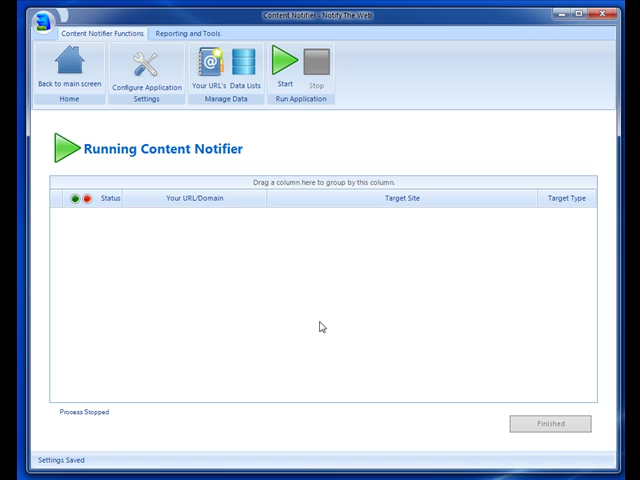 Content Notifier - Notify The Web
Content Notifier Functions Reporting and Tools
Back to main screen Configure Application Your URL's Data Lists Start Stop
Home Settings Manage Data Run Application
Running Content Notifier
Drag a column here to group by this column.
Status Your URL/Domain Target Site Target Type
Process Stopped
Finished
Settings Saved